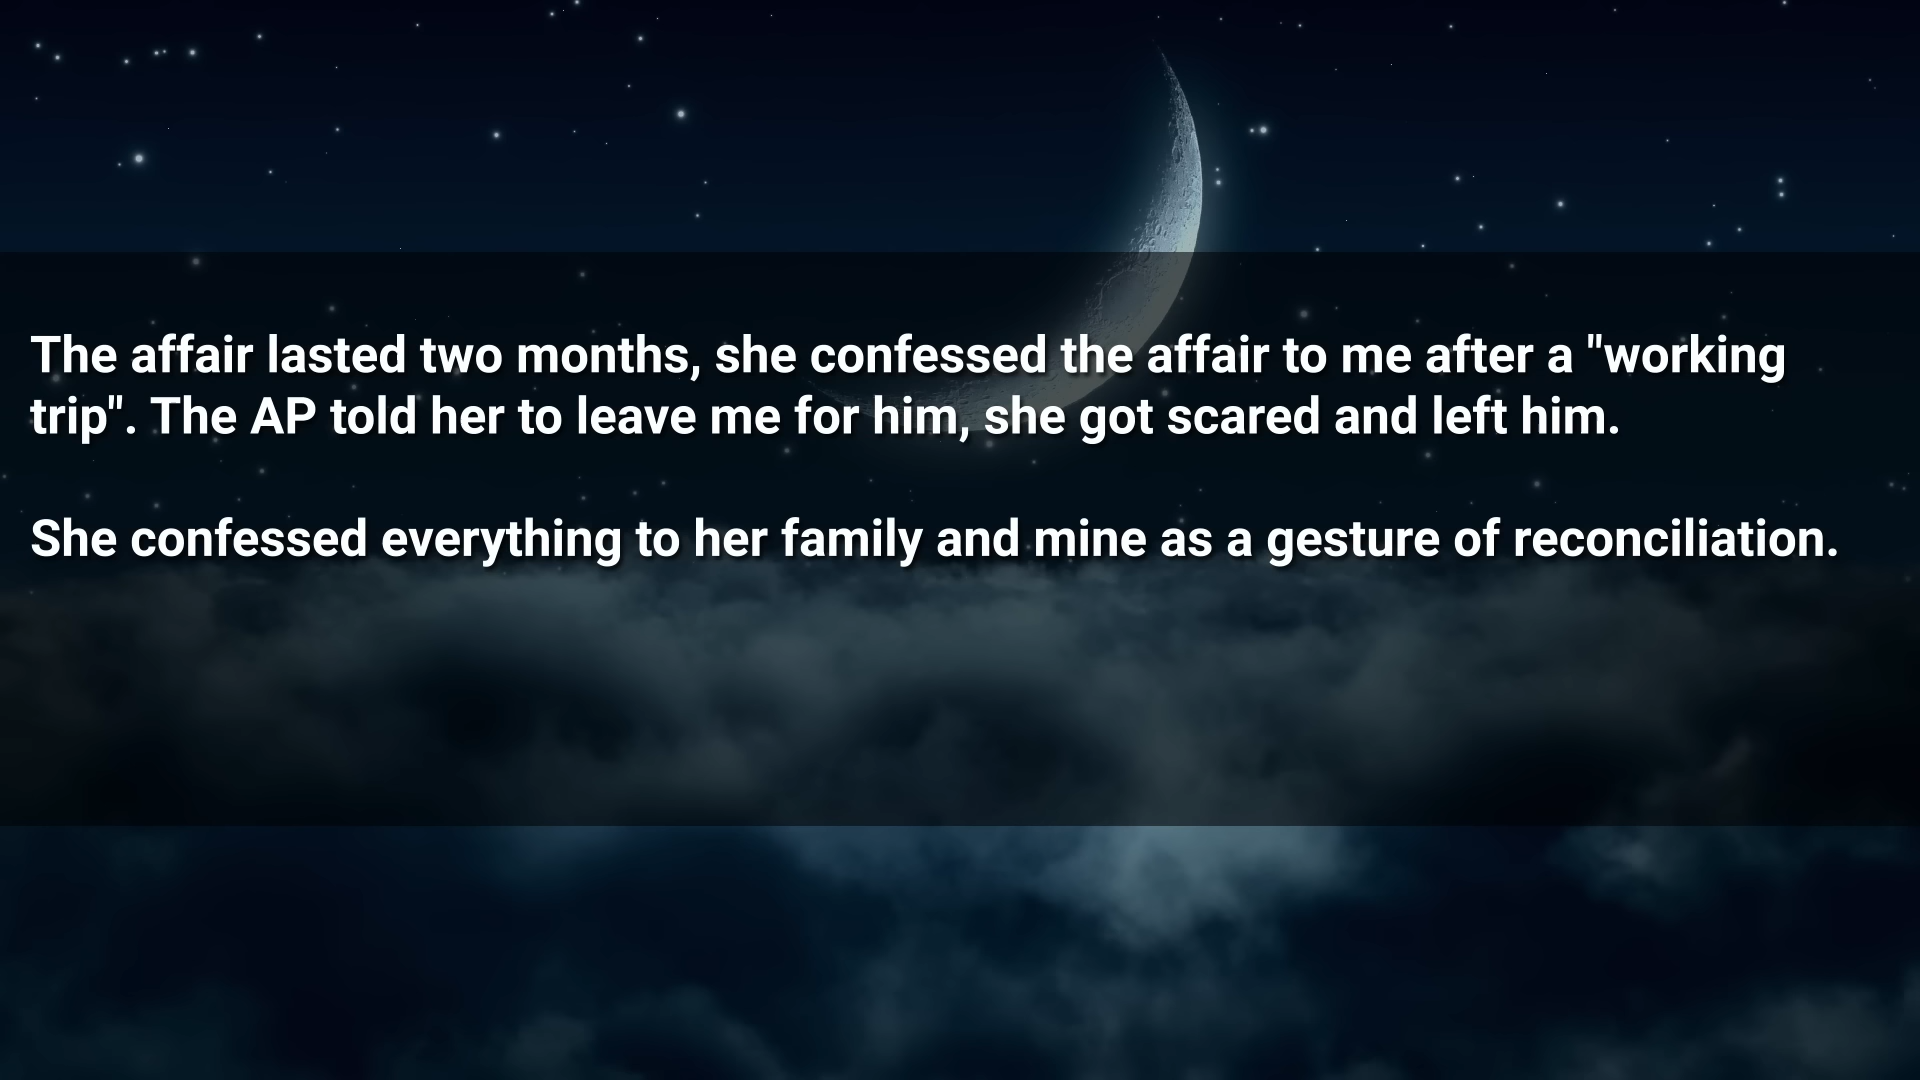 The affair lasted two months, she confessed the affair to me after a "working
trip". The AP told her to leave me for him, she got scared and left him.
She confessed everything to her family and mine as a gesture of reconciliation.